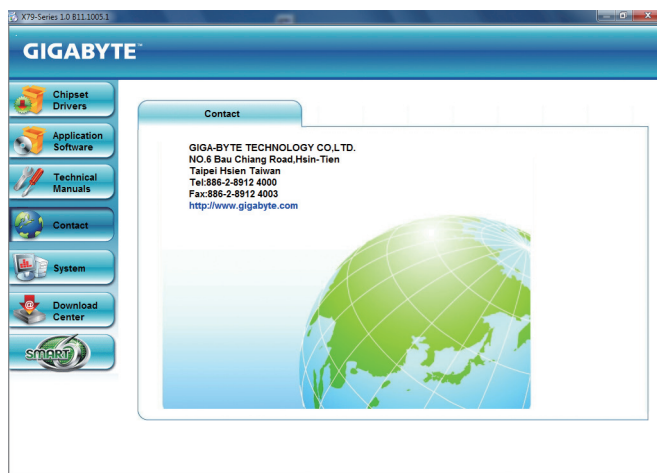 X79-Series 1.0 B11.1005.1
GIGABYTE™
Chipset
Drivers
Application
Software
Technical
Manuals
Contact
System
Download
Center
SMART6
Contact
GIGA-BYTE TECHNOLOGY CO,LTD.
NO.6 Bau Chiang Road,Hsin-Tien
Taipei Hsien Taiwan
Tel:886-2-8912 4000
Fax:886-2-8912 4003
http://www.gigabyte.com